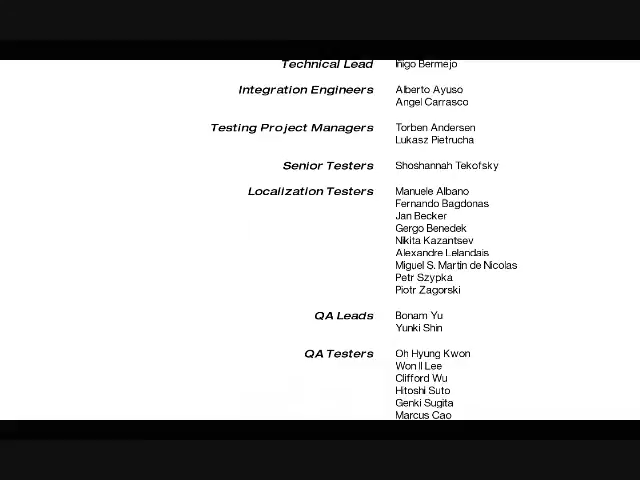 Technical Lead Iñigo Bermejo
Integration Engineers Alberto Ayuso
Angel Carrasco
Testing Project Managers Torben Andersen
Lukasz Pietrucha
Senior Testers Shoshannah Tekofsky
Localization Testers Manuele Albano
Fernando Bagdonas
Jan Becker
Gergo Benedek
Nikita Kazantsev
Alexandre Lelandais
Miguel S. Martin de Nicolas
Petr Szypka
Piotr Zagorski
QA Leads Bonam Yu
Yunki Shin
QA Testers Oh Hyung Kwon
Won Il Lee
Clifford Wu
Hitoshi Suto
Genki Sugita
Marcus Cao